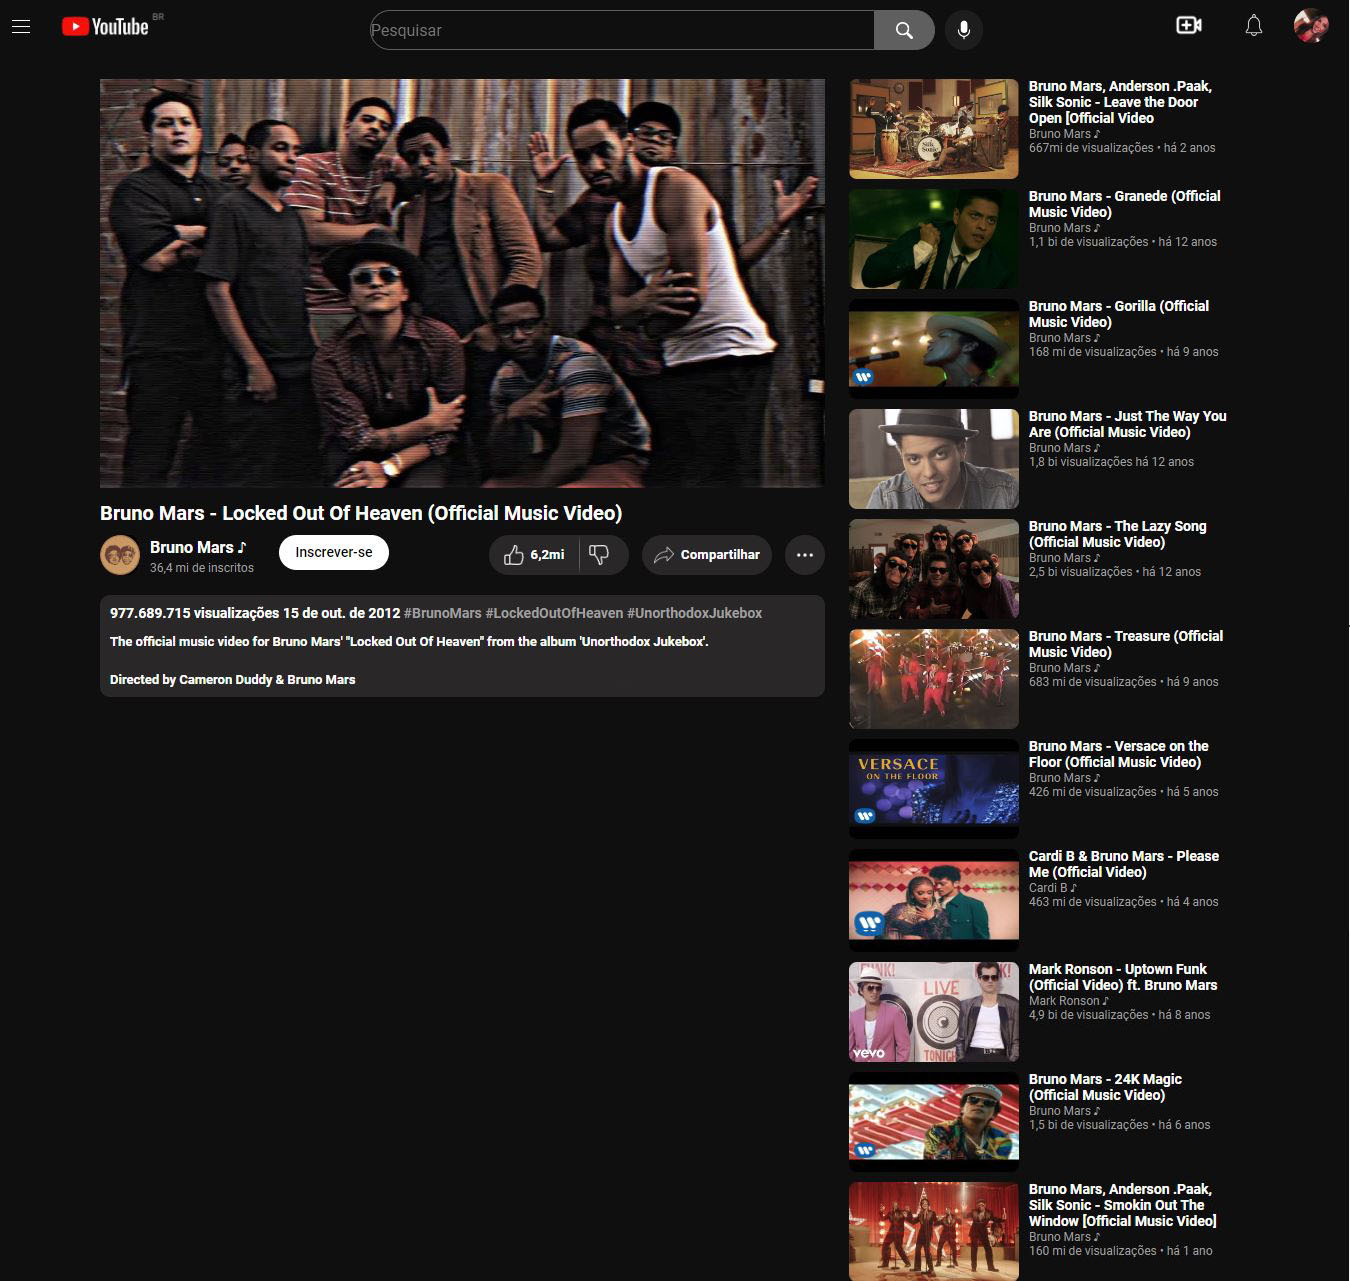 YouTube BR
Pesquisar
Bruno Mars - Locked Out Of Heaven (Official Music Video)
Bruno Mars ♪
36,4 mi de inscritos
Inscrever-se
6,2mi
Compartilhar
977.689.715 visualizações 15 de out. de 2012 #BrunoMars #LockedOutOfHeaven #UnorthodoxJukebox
The official music video for Bruno Mars' "Locked Out Of Heaven" from the album 'Unorthodox Jukebox'.
Directed by Cameron Duddy & Bruno Mars
Silk
Sonic
Bruno Mars, Anderson .Paak,
Silk Sonic - Leave the Door
Open [Official Video
Bruno Mars ♪
667mi de visualizações • há 2 anos
Bruno Mars - Granede (Official
Music Video)
Bruno Mars ♪
1,1 bi de visualizações • há 12 anos
Bruno Mars - Gorilla (Official
Music Video)
Bruno Mars ♪
168 mi de visualizações • há 9 anos
Bruno Mars - Just The Way You
Are (Official Music Video)
Bruno Mars ♪
1,8 bi visualizações há 12 anos
Bruno Mars - The Lazy Song
(Official Music Video)
Bruno Mars ♪
2,5 bi visualizações • há 12 anos
Bruno Mars - Treasure (Official
Music Video)
Bruno Mars ♪
683 mi de visualizações • há 9 anos
VERSACE
ON THE FLOOR
Bruno Mars - Versace on the
Floor (Official Music Video)
Bruno Mars ♪
426 mi de visualizações • há 5 anos
Cardi B & Bruno Mars - Please
Me (Official Video)
Cardi B ♪
463 mi de visualizações • há 4 anos
LIVE
vevo
Mark Ronson - Uptown Funk
(Official Video) ft. Bruno Mars
Mark Ronson ♪
4,9 bi de visualizações • há 8 anos
Bruno Mars - 24K Magic
(Official Music Video)
Bruno Mars ♪
1,5 bi de visualizações • há 6 anos
Bruno Mars, Anderson .Paak,
Silk Sonic - Smokin Out The
Window [Official Music Video]
Bruno Mars ♪
160 mi de visualizações • há 1 ano